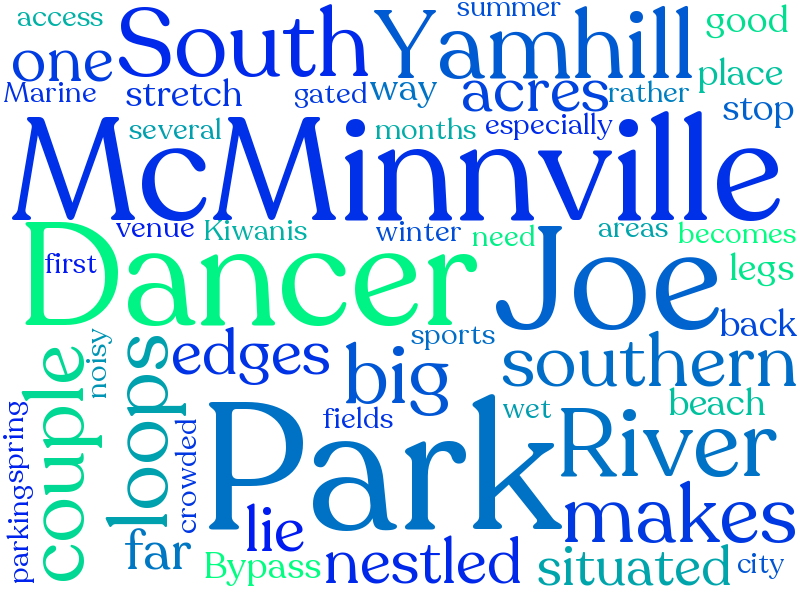 access
summer
good
one
South
Yamhill
place
Marine
stretch
gated
way
acres
rather
stop
several
months
especially
McMinnville
venue
Kiwanis
winter
need
areas
becomes
first
Dancer
Joe
legs
back
noisy
sports
edges
big
southern
couple
loops
beach
fields
wet
River
spring
crowded
Park
parking
lie
makes
far
Bypass
nestled
situated
city